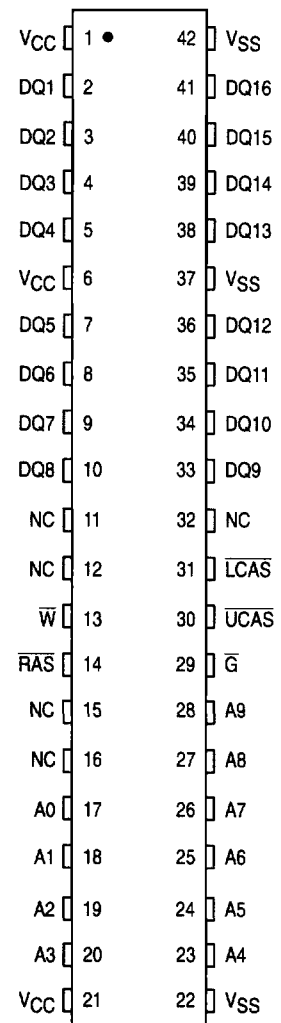 VCC 1 42 VSS
DQ1 2 41 DQ16
DQ2 3 40 DQ15
DQ3 4 39 DQ14
DQ4 5 38 DQ13
VCC 6 37 VSS
DQ5 7 36 DQ12
DQ6 8 35 DQ11
DQ7 9 34 DQ10
DQ8 10 33 DQ9
NC 11 32 NC
NC 12 31 L̅C̅A̅S̅
W̅ 13 30 U̅C̅A̅S̅
R̅A̅S̅ 14 29 G̅
NC 15 28 A9
NC 16 27 A8
A0 17 26 A7
A1 18 25 A6
A2 19 24 A5
A3 20 23 A4
VCC 21 22 VSS